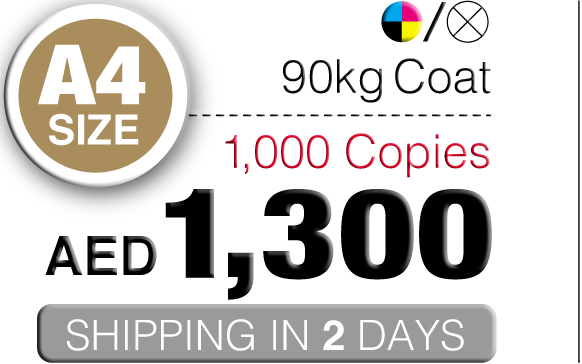 A4
SIZE
/
90kg Coat
1,000 Copies
AED 1,300
SHIPPING IN 2 DAYS